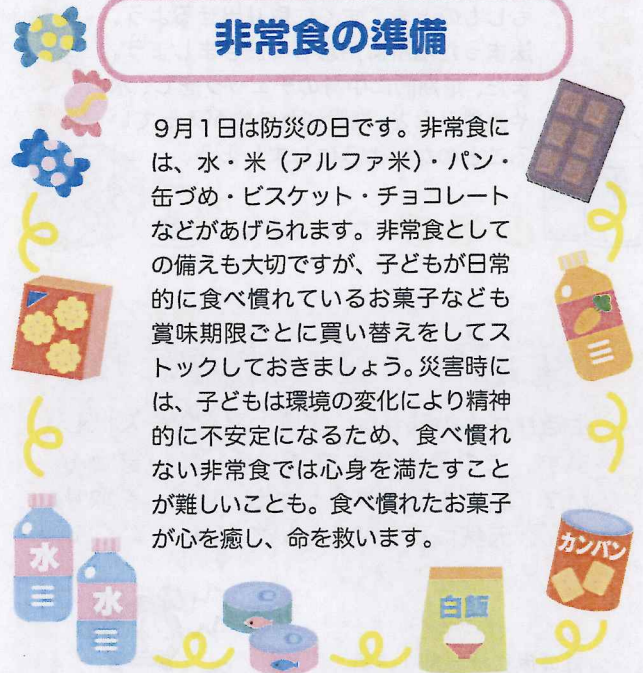 非常食の準備
9月1日は防災の日です。非常食に
は、水・米（アルファ米）・パン・
缶づめ・ビスケット・チョコレート
などがあげられます。非常食として
の備えも大切ですが、子どもが日常
的に食べ慣れているお菓子なども
賞味期限ごとに買い替えをしてス
トックしておきましょう。災害時に
は、子どもは環境の変化により精神
的に不安定になるため、食べ慣れ
ない非常食では心身を満たすこと
が難しいことも。食べ慣れたお菓子
が心を癒し、命を救います。
水
水
白飯
カンパン